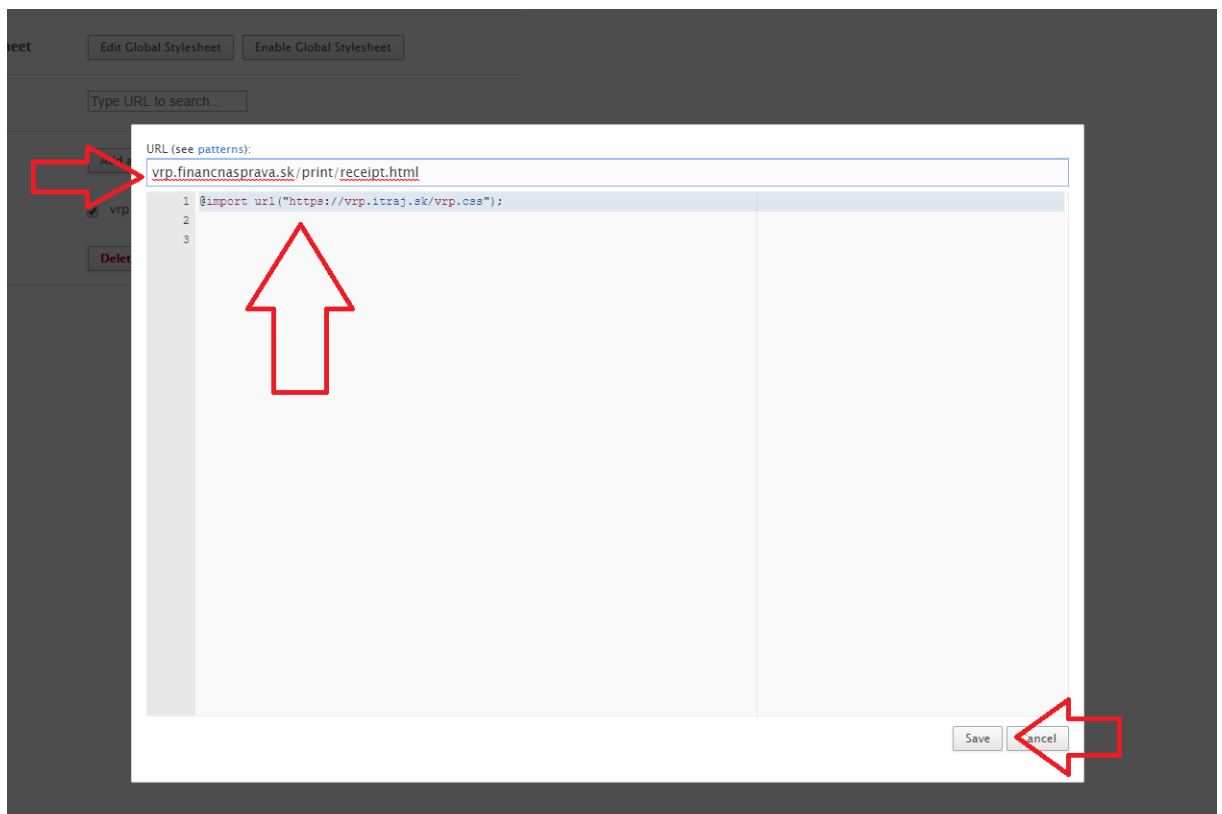 Edit Global Stylesheet Enable Global Stylesheet
Type URL to search...
URL (see patterns):
vrp.financnasprava.sk/print/receipt.html
1 @import url("https://vrp.itraj.sk/vrp.css");
2
3
vrp.
Save Cancel